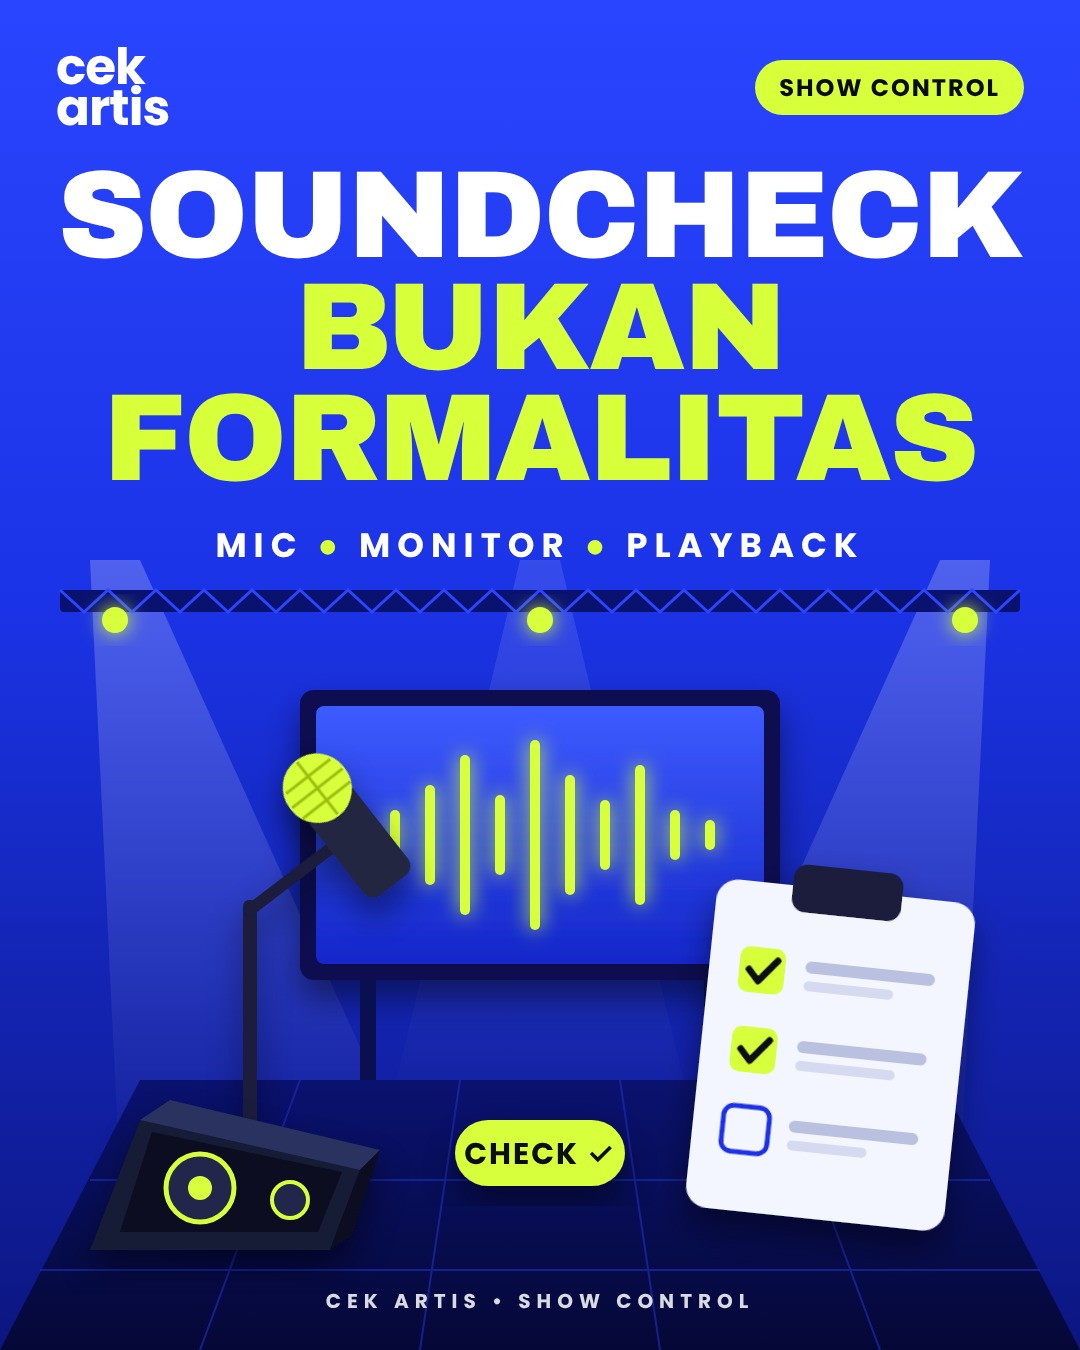 cek
artis
SHOW CONTROL
SOUNDCHECK
BUKAN
FORMALITAS
MIC • MONITOR • PLAYBACK
CHECK ✓
CEK ARTIS • SHOW CONTROL